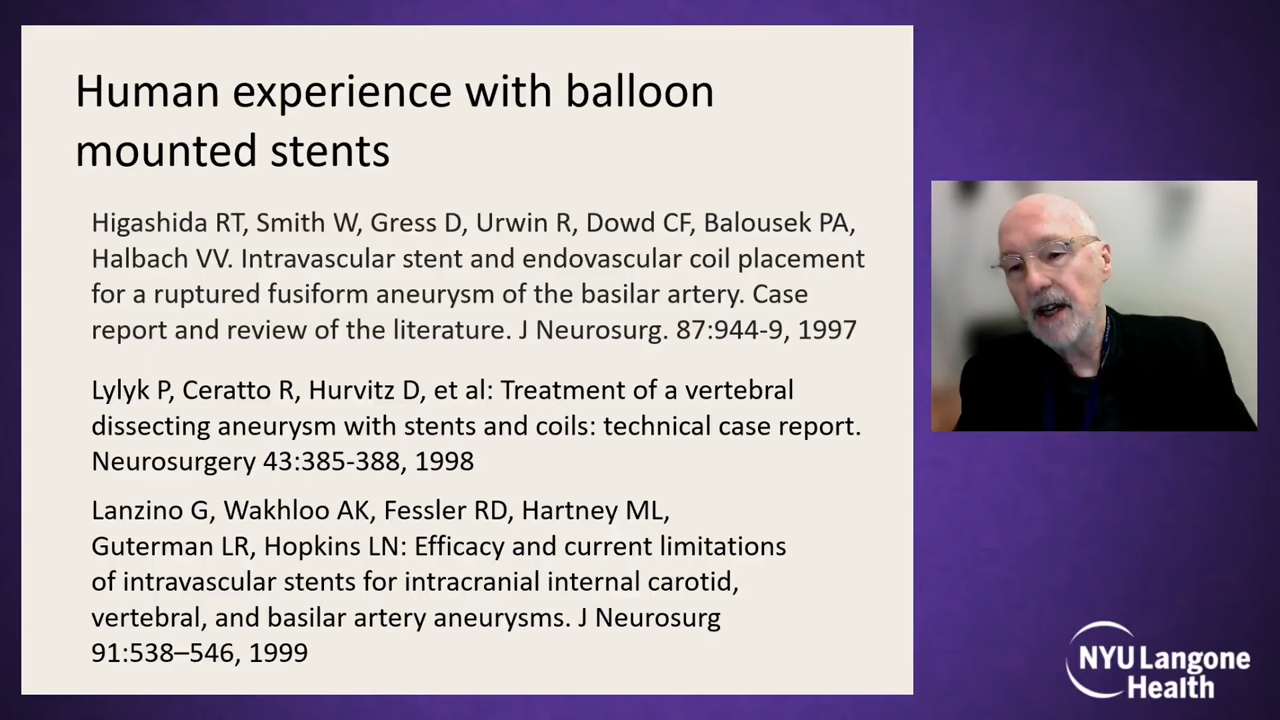 Human experience with balloon
mounted stents
Higashida RT, Smith W, Gress D, Urwin R, Dowd CF, Balousek PA,
Halbach VV. Intravascular stent and endovascular coil placement
for a ruptured fusiform aneurysm of the basilar artery. Case
report and review of the literature. J Neurosurg. 87:944-9, 1997
Lylyk P, Ceratto R, Hurvitz D, et al: Treatment of a vertebral
dissecting aneurysm with stents and coils: technical case report.
Neurosurgery 43:385-388, 1998
Lanzino G, Wakhloo AK, Fessler RD, Hartney ML,
Guterman LR, Hopkins LN: Efficacy and current limitations
of intravascular stents for intracranial internal carotid,
vertebral, and basilar artery aneurysms. J Neurosurg
91:538–546, 1999
NYU Langone
Health